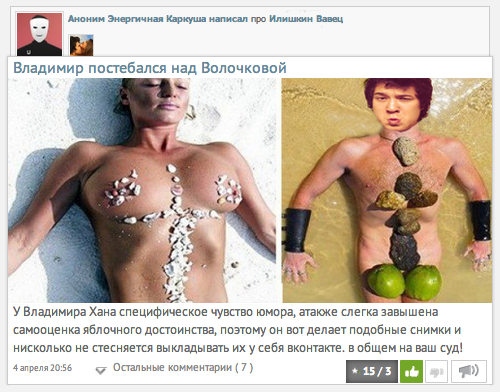 Аноним Энергичная Каркуша написал про Илишкин Вавец
Владимир постебался над Волочковой
У Владимира Хана специфическое чувство юмора, атакже слегка завышена
самооценка яблочного достоинства, поэтому он вот делает подобные снимки и
нисколько не стесняется выкладывать их у себя вконтакте. в общем на ваш суд!
4 апреля 20:56 Остальные комментарии ( 7 ) 15 / 3